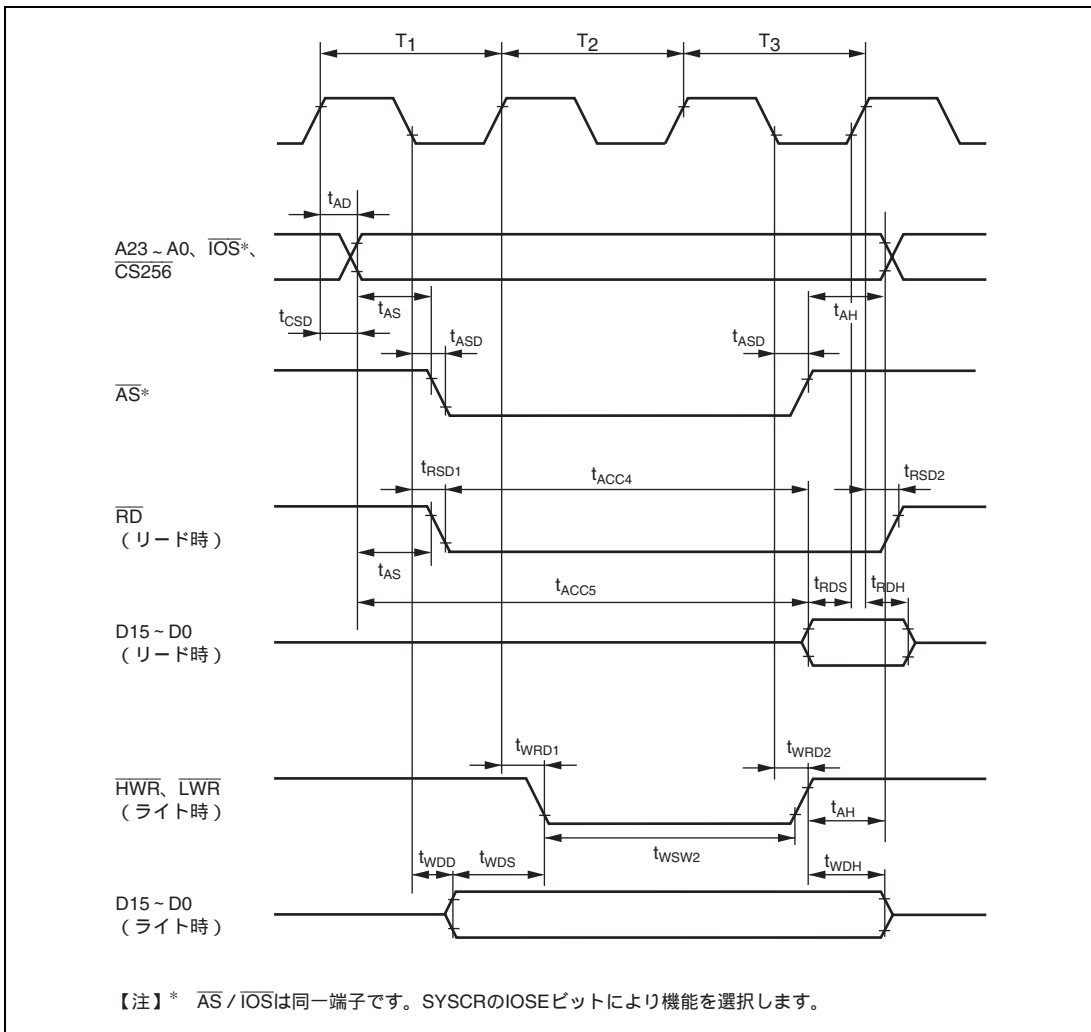 T1 T2 T3
tAD
A23~A0、IOS*、
CS256
tAS tAH
tCSD tASD tASD
AS*
tRSD1 tACC4 tRSD2
RD
(リード時)
tAS
tACC5 tRDS tRDH
D15~D0
(リード時)
tWRD1 tWRD2
HWR、LWR
(ライト時)
tAH
tWSW2
tWDD tWDS tWDH
D15~D0
(ライト時)
【注】* AS / IOSは同一端子です。SYSCRのIOSEビットにより機能を選択します。